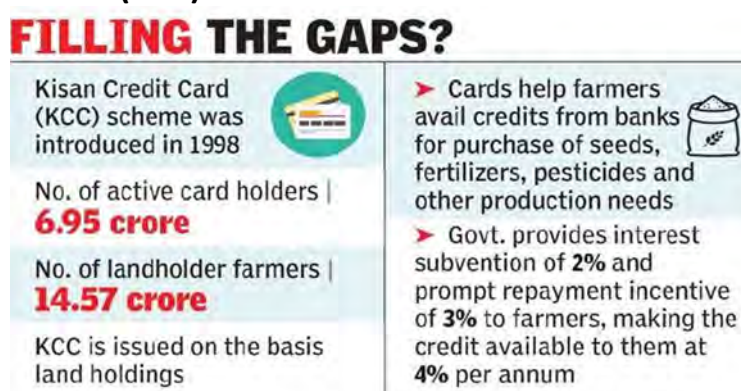 FILLING THE GAPS?
Kisan Credit Card
(KCC) scheme was
introduced in 1998
No. of active card holders |
6.95 crore
No. of landholder farmers |
14.57 crore
KCC is issued on the basis
land holdings
➤ Cards help farmers
avail credits from banks
for purchase of seeds,
fertilizers, pesticides and
other production needs
➤ Govt. provides interest
subvention of 2% and
prompt repayment incentive
of 3% to farmers, making the
credit available to them at
4% per annum